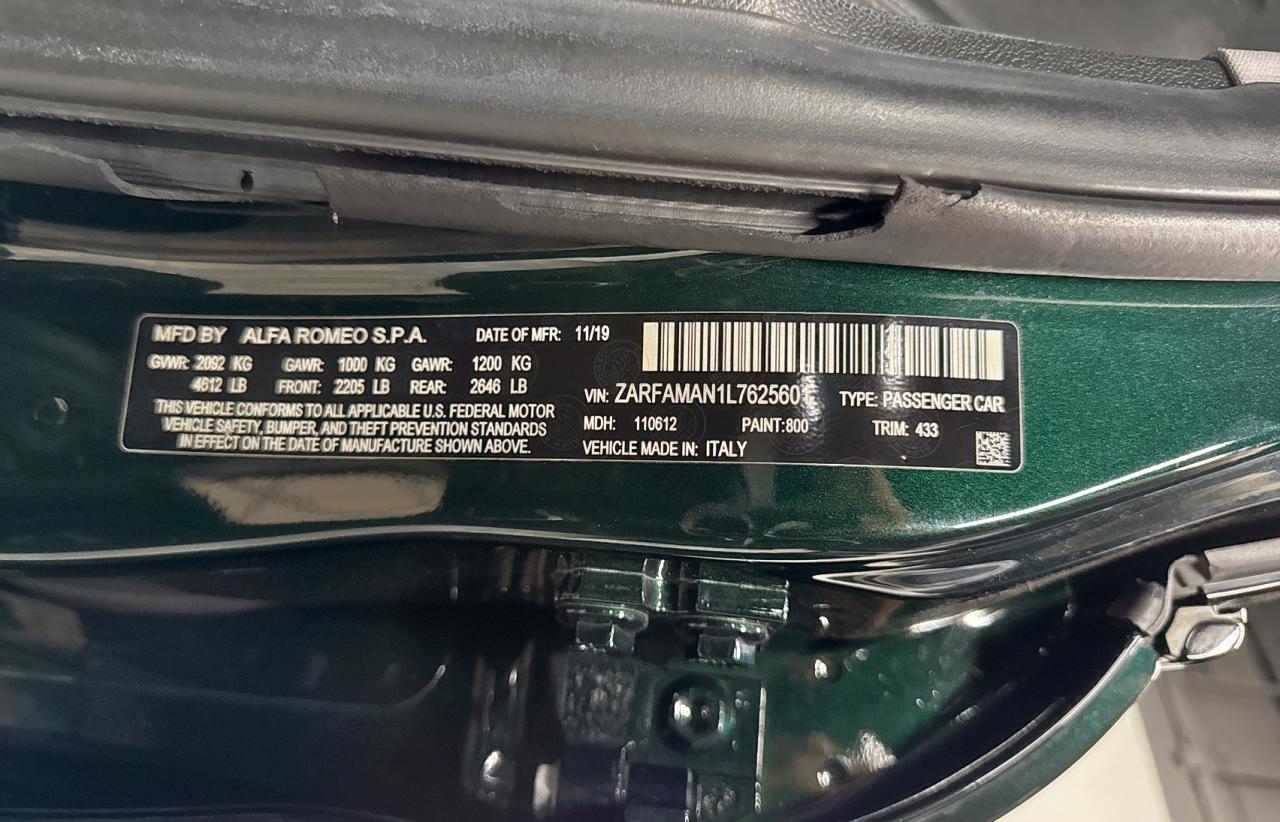 MFD BY ALFA ROMEO S.P.A. DATE OF MFR: 11/19
GVWR: 2092 KG GAWR: 1000 KG GAWR: 1200 KG
4612 LB FRONT: 2205 LB REAR: 2646 LB
THIS VEHICLE CONFORMS TO ALL APPLICABLE U.S. FEDERAL MOTOR
VEHICLE SAFETY, BUMPER, AND THEFT PREVENTION STANDARDS
IN EFFECT ON THE DATE OF MANUFACTURE SHOWN ABOVE.
VIN: ZARFAMAN1L7625601 TYPE: PASSENGER CAR
MDH: 110612 PAINT:800 TRIM: 433
VEHICLE MADE IN: ITALY